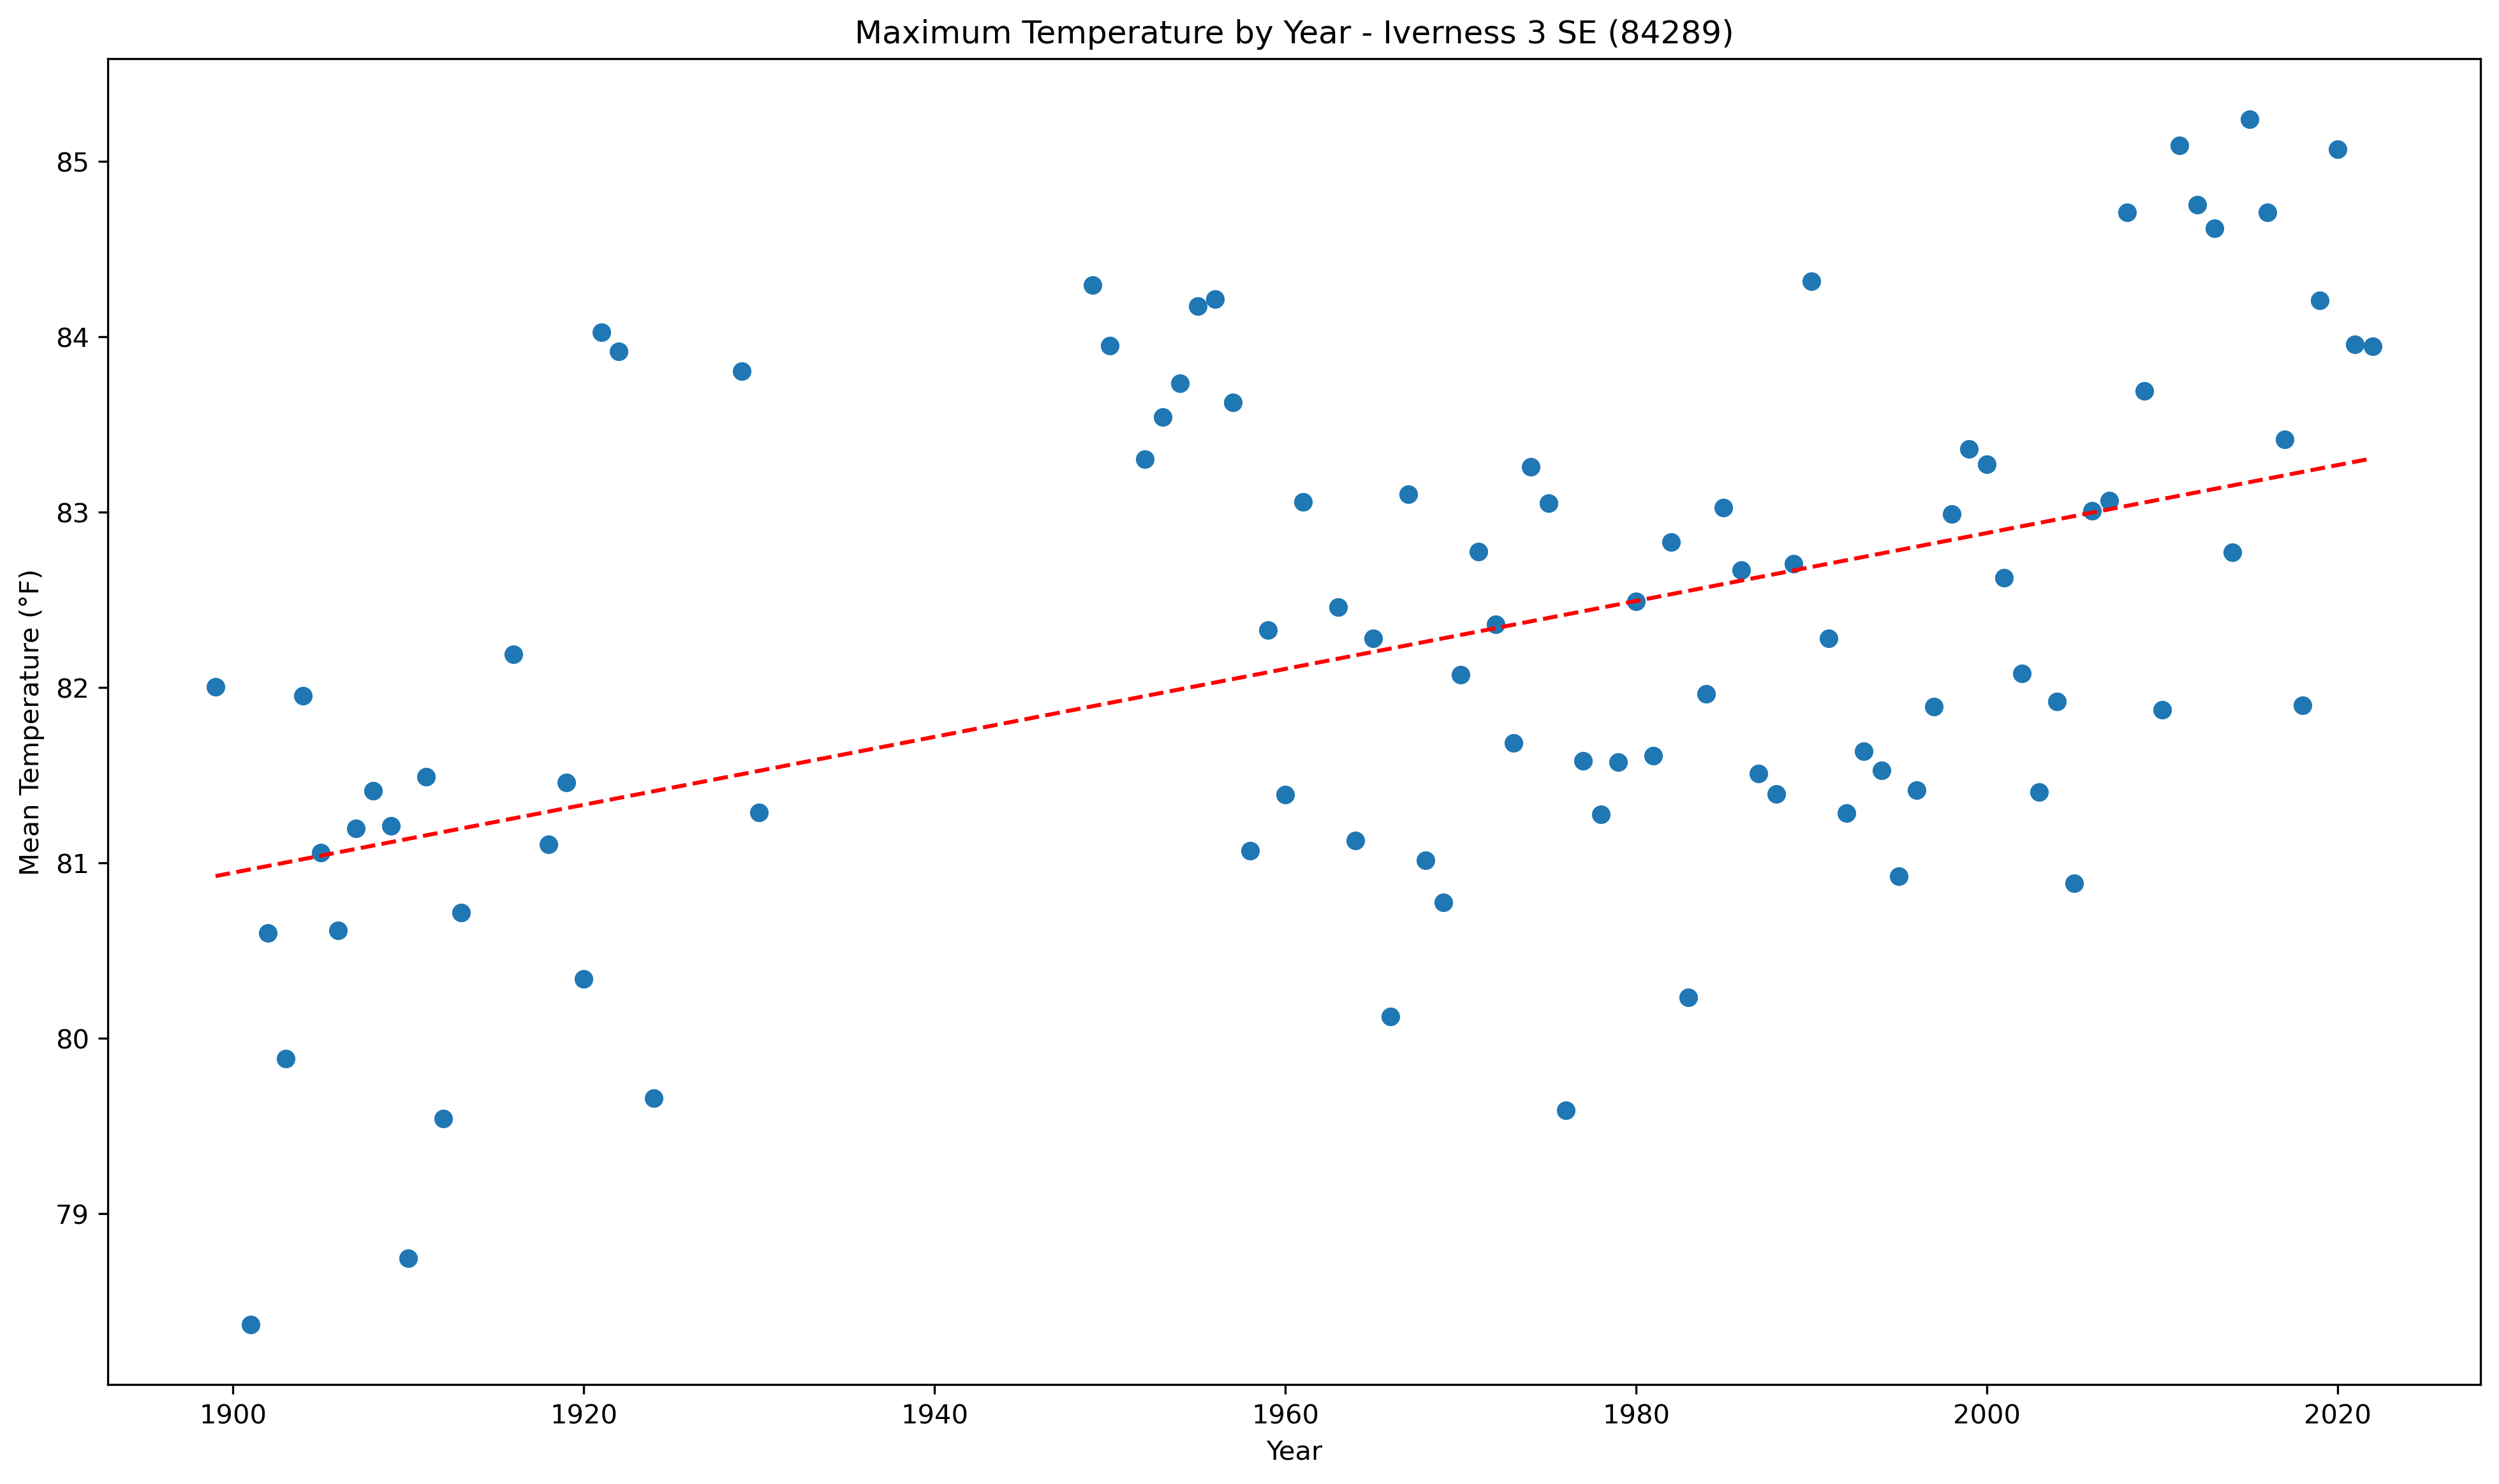 Maximum Temperature by Year - Iverness 3 SE (84289)
Mean Temperature (°F)
85
84
83
82
81
80
79
1900 1920 1940 1960 1980 2000 2020
Year